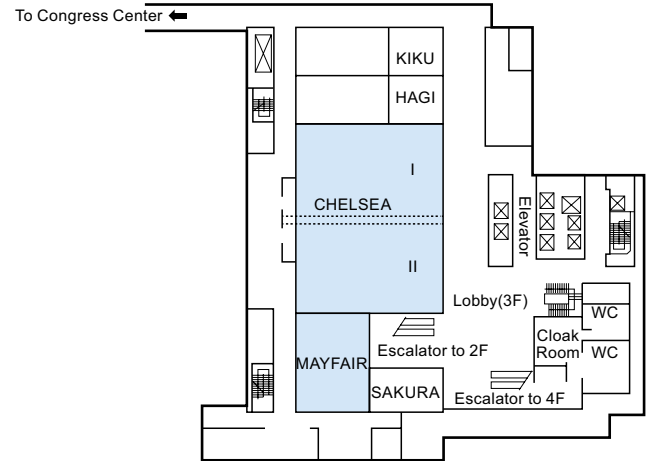 To Congress Center
KIKU
HAGI
I
CHELSEA
II
Elevator
Lobby(3F)
WC
Cloak
Room
WC
Escalator to 2F
MAYFAIR
SAKURA
Escalator to 4F